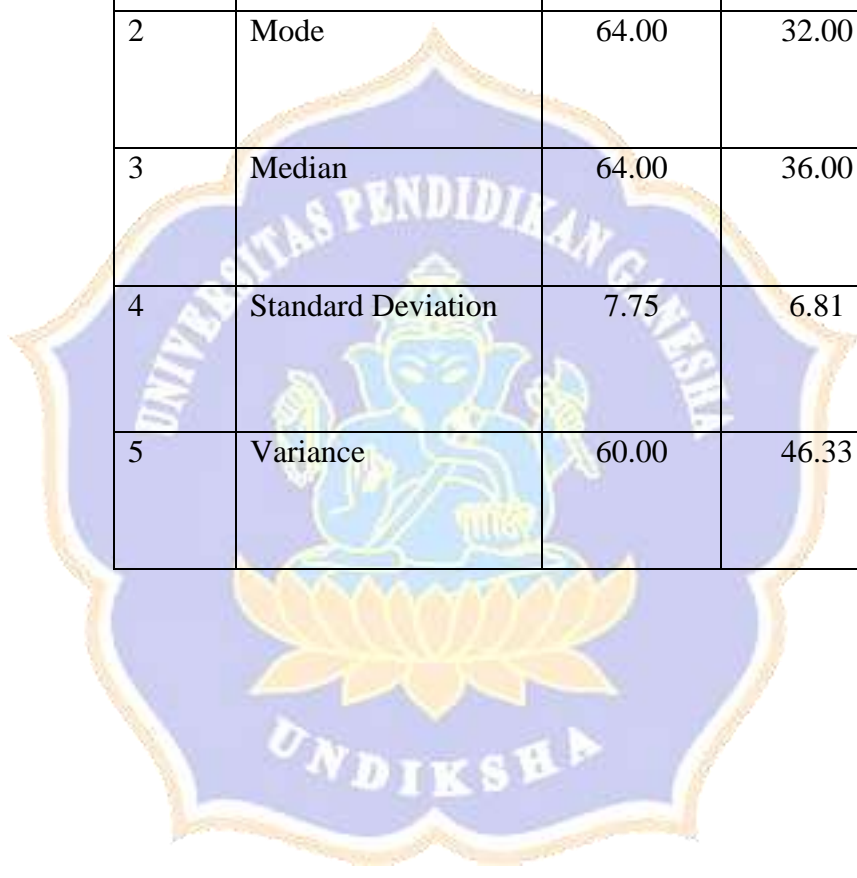 2 Mode 64.00 32.00
3 Median 64.00 36.00
UNIVERSITAS PENDIDIKAN GANESHA
4 Standard Deviation 7.75 6.81
5 Variance 60.00 46.33
UNDIKSHA